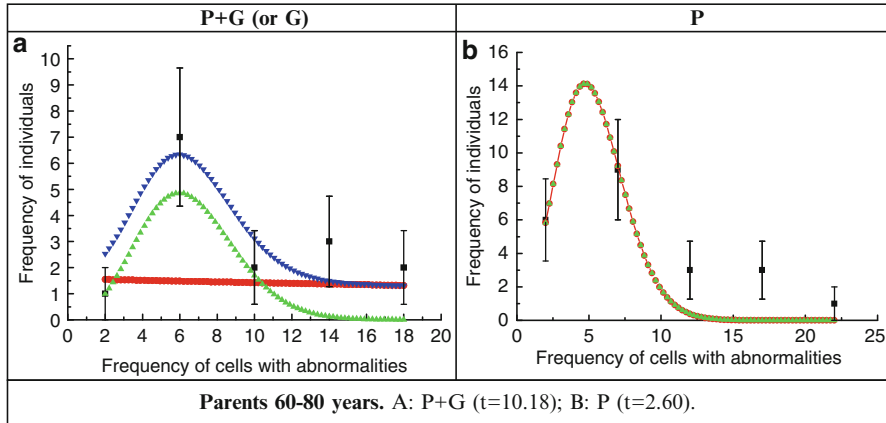 P+G (or G)
P
a
10
9
8
7
6
5
4
3
2
1
0
0 2 4 6 8 10 12 14 16 18 20
Frequency of individuals
Frequency of cells with abnormalities
b
16
14
12
10
8
6
4
2
0
0 5 10 15 20 25
Frequency of individuals
Frequency of cells with abnormalities
Parents 60-80 years. A: P+G (t=10.18); B: P (t=2.60).